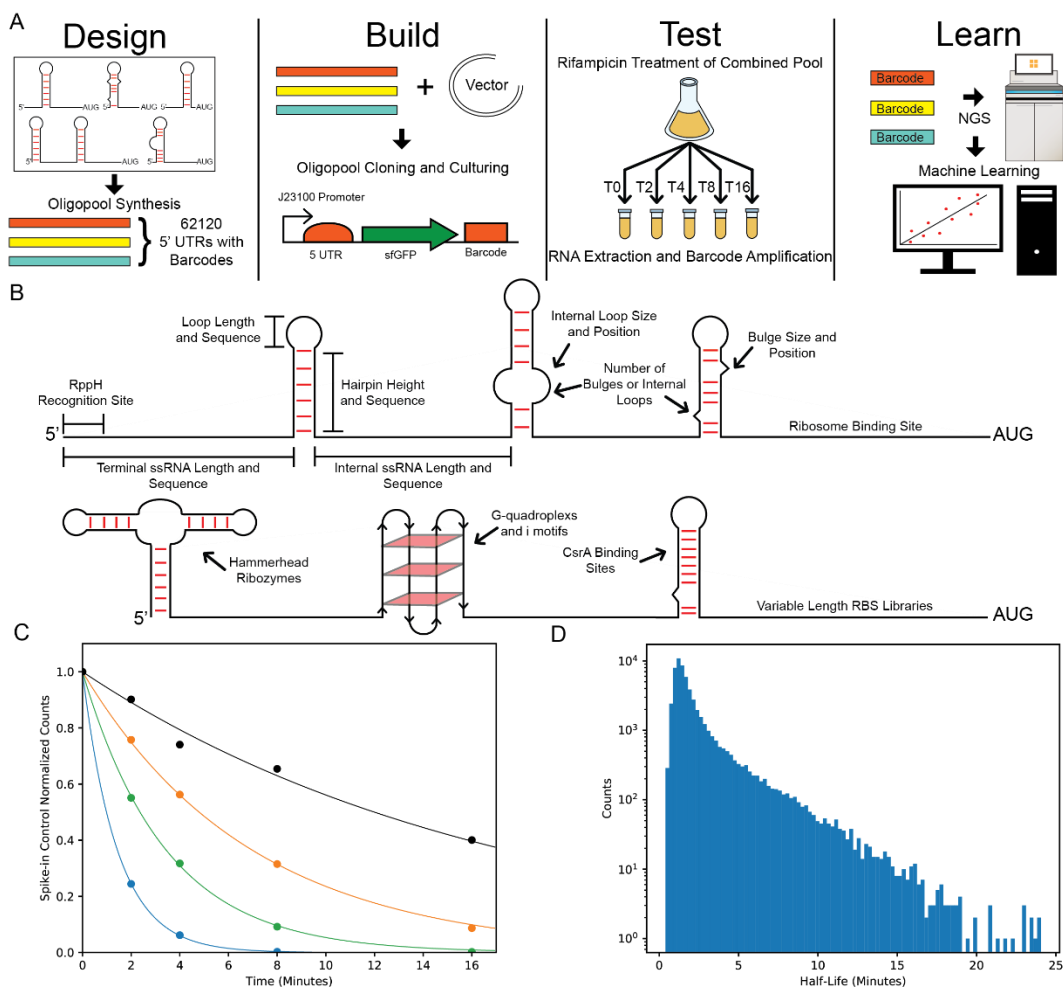 A
Design
5'
AUG
5'
AUG
5'
AUG
Oligopool Synthesis
62120
5' UTRs with
Barcodes
Build
+
Vector
Oligopool Cloning and Culturing
J23100 Promoter
5 UTR
sfGFP
Barcode
Test
Rifampicin Treatment of Combined Pool
T0 T2 T4 T8 T16
RNA Extraction and Barcode Amplification
Learn
Barcode
Barcode
Barcode
NGS
Machine Learning
B
Loop Length
and Sequence
RppH
Recognition Site
Hairpin Height
and Sequence
Internal Loop Size
and Position
Number of
Bulges or Internal
Loops
Bulge Size and
Position
5'
Ribosome Binding Site
AUG
Terminal ssRNA Length and
Sequence
Internal ssRNA Length and
Sequence
Hammerhead
Ribozymes
G-quadroplexs
and i motifs
CsrA Binding
Sites
5'
Variable Length RBS Libraries
AUG
C
Spike-in Control Normalized Counts
1.0
0.8
0.6
0.4
0.2
0.0
0 2 4 6 8 10 12 14 16
Time (Minutes)
D
Counts
10⁴
10³
10²
10¹
10⁰
0 5 10 15 20 25
Half-Life (Minutes)